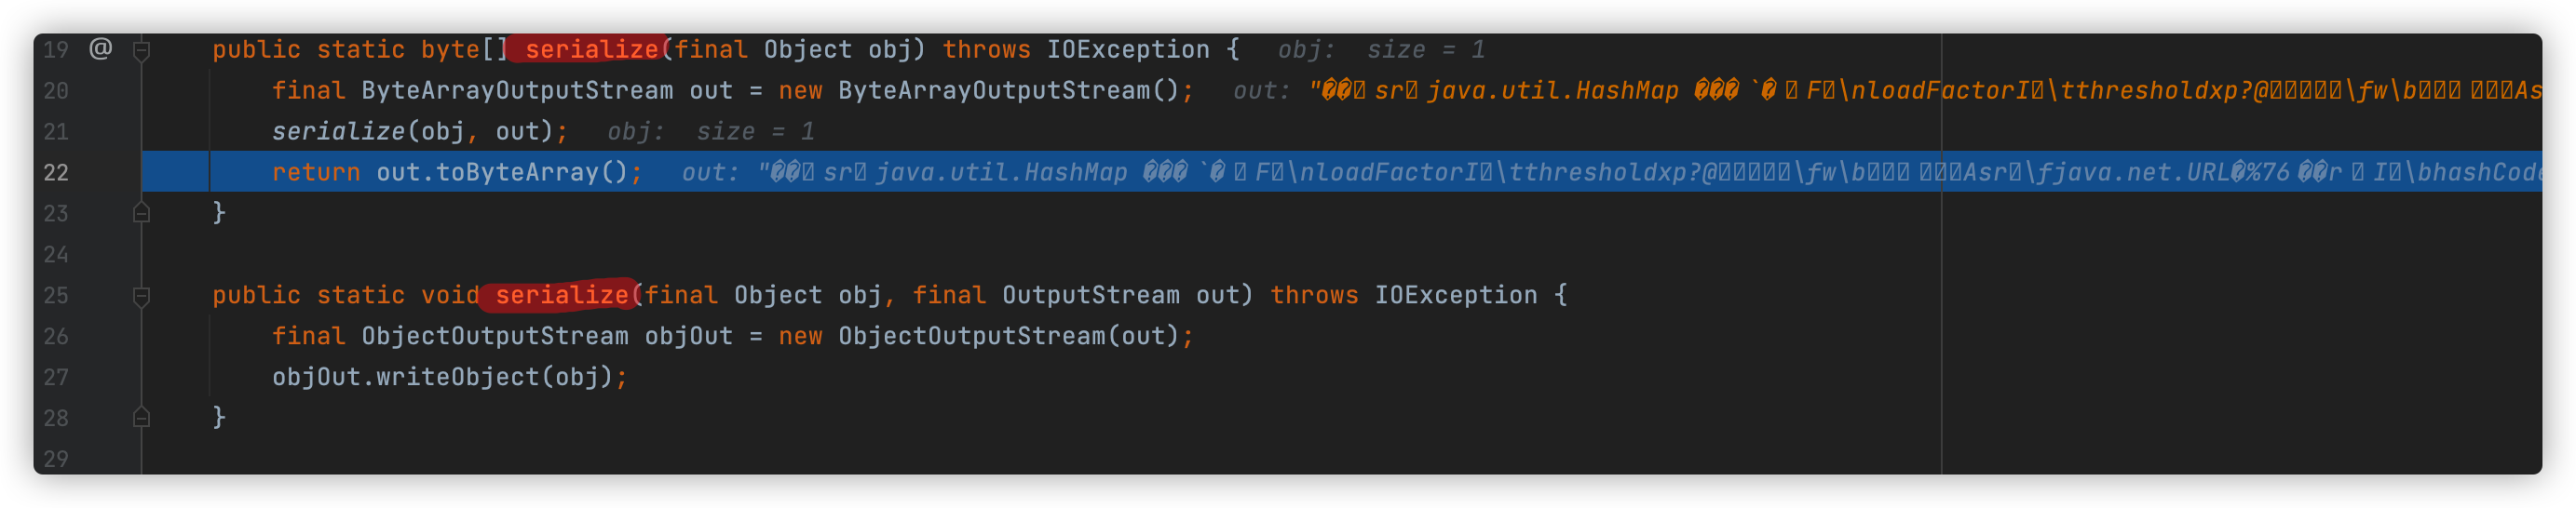 19 @ public static byte[] serialize(final Object obj) throws IOException { obj: size = 1
20 final ByteArrayOutputStream out = new ByteArrayOutputStream(); out: "��sr java.util.HashMap ���`�F\nloadFactorI\tthresholdxp?@\fw\bAs
21 serialize(obj, out); obj: size = 1
22 return out.toByteArray(); out: "��sr java.util.HashMap ���`�F\nloadFactorI\tthresholdxp?@\fw\bAsr\fjava.net.URL�%76��r I\bhashCode
23 }
24
25 public static void serialize(final Object obj, final OutputStream out) throws IOException {
26 final ObjectOutputStream objOut = new ObjectOutputStream(out);
27 objOut.writeObject(obj);
28 }
29